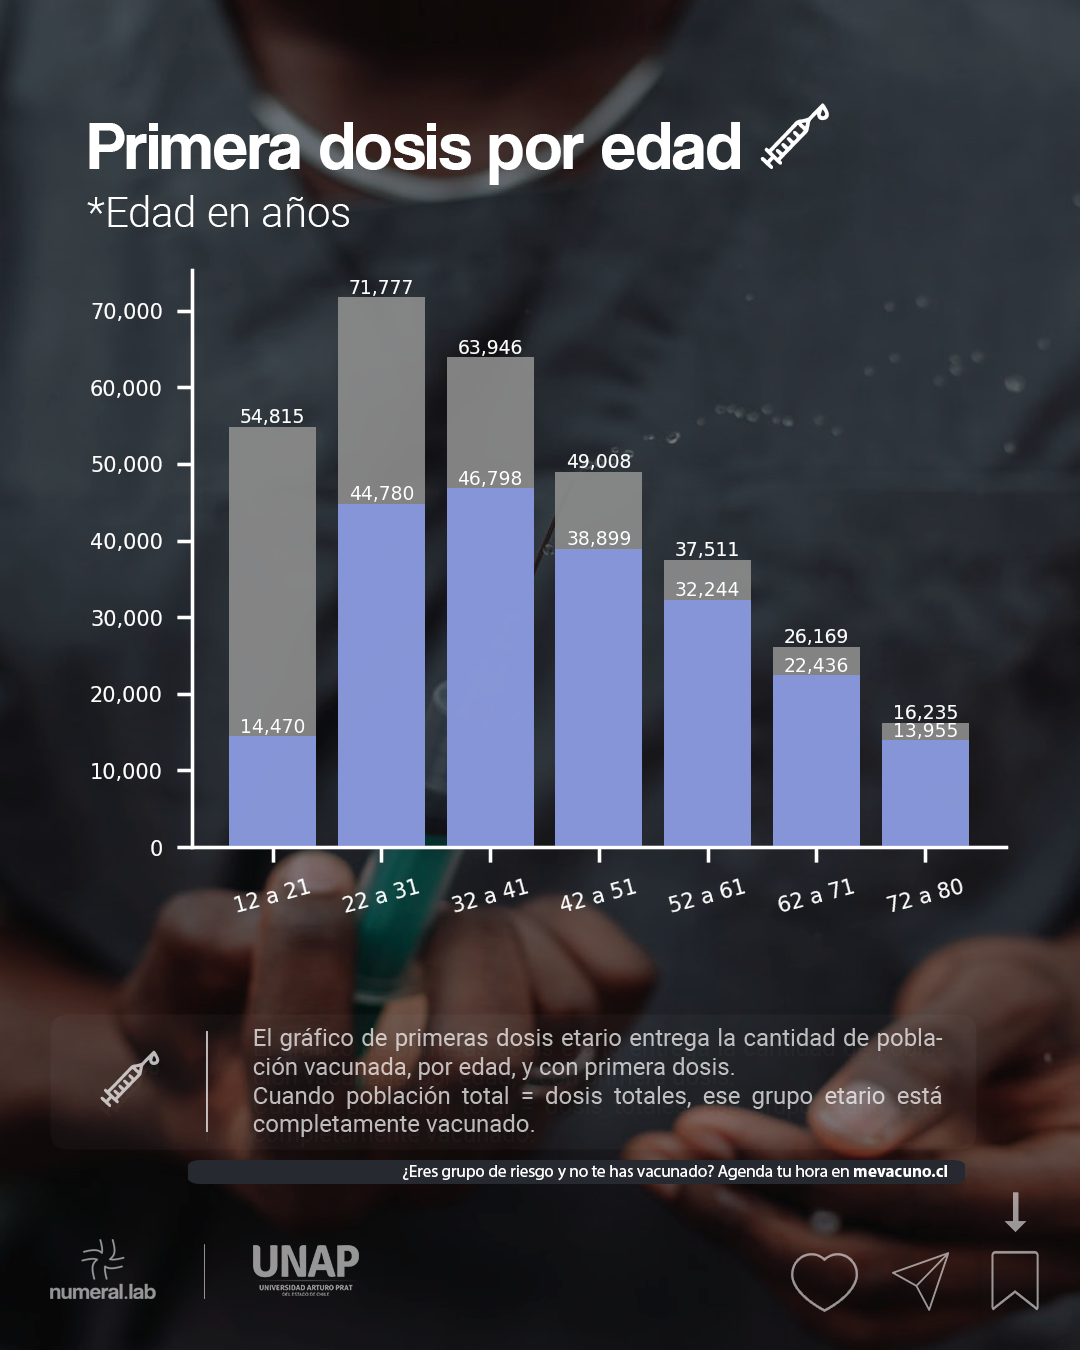 Primera dosis por edad
*Edad en años
71,777
70,000
63,946
60,000
54,815
50,000
49,008
46,798
44,780
40,000
38,899
37,511
32,244
30,000
26,169
22,436
20,000
16,235
14,470
13,955
10,000
0
12 a 21 22 a 31 32 a 41 42 a 51 52 a 61 62 a 71 72 a 80
El gráfico de primeras dosis etario entrega la cantidad de pobla-
ción vacunada, por edad, y con primera dosis.
Cuando población total = dosis totales, ese grupo etario está
completamente vacunado.
¿Eres grupo de riesgo y no te has vacunado? Agenda tu hora en mevacuno.cl
numeral.lab
UNAP
UNIVERSIDAD ARTURO PRAT
DEL ESTADO DE CHILE